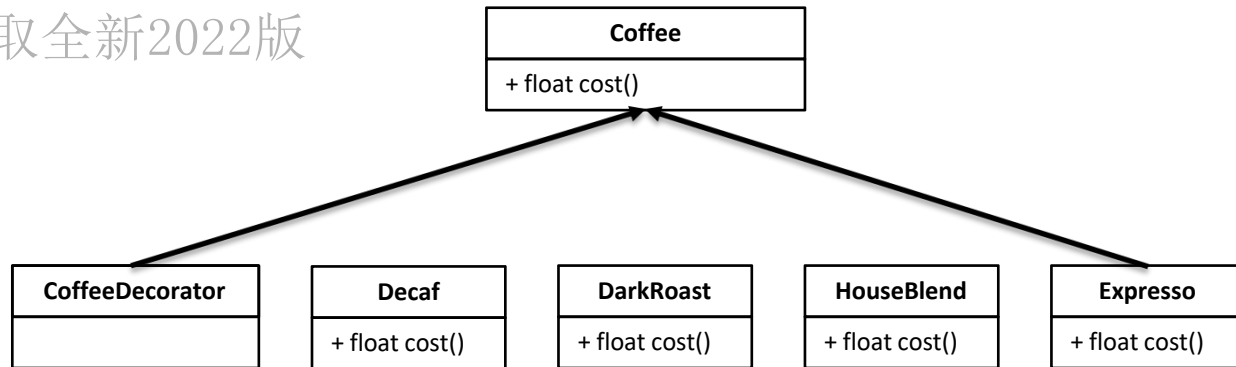 取全新2022版
Coffee
+ float cost()
CoffeeDecorator
Decaf
+ float cost()
DarkRoast
+ float cost()
HouseBlend
+ float cost()
Expresso
+ float cost()